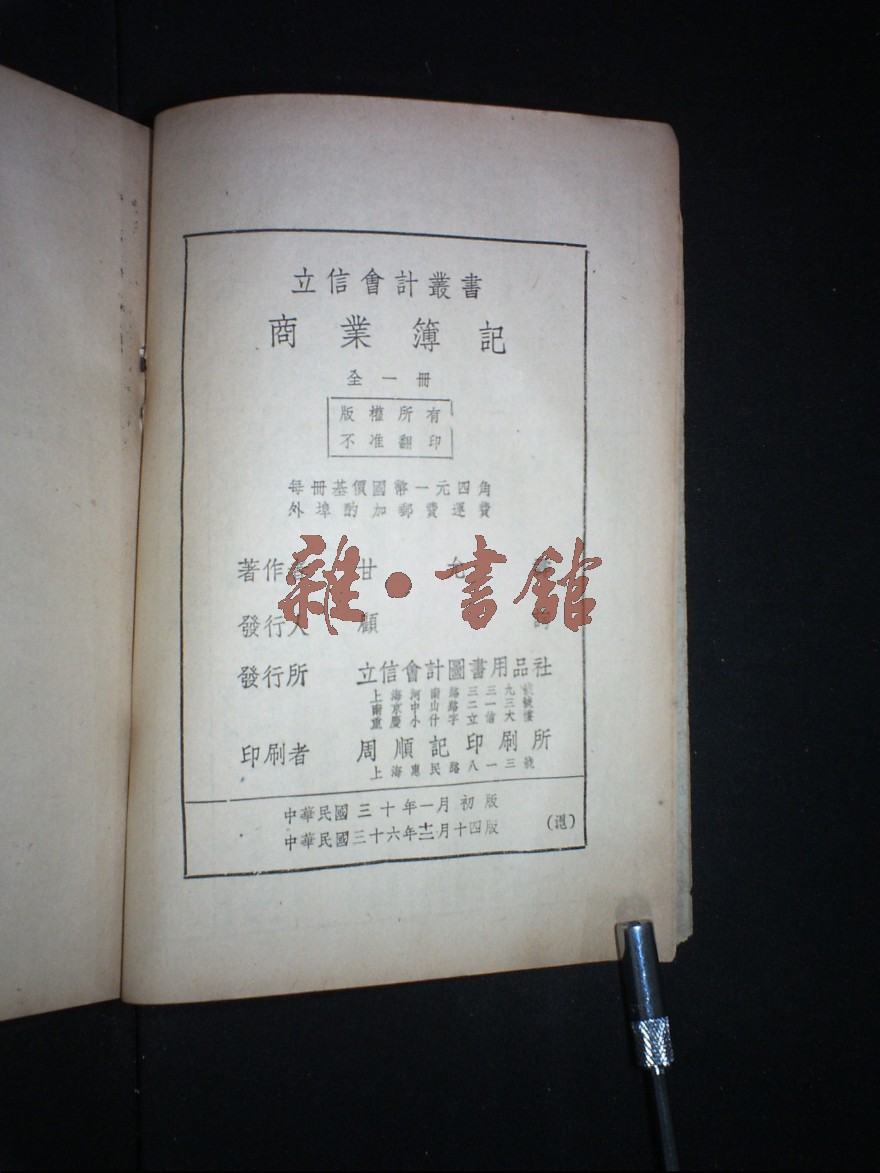 立信會計叢書
商業簿記
全一冊
版權所有
不准翻印
每冊基價國幣一元四角
外埠酌加郵費運費
著作者 甘允
發行人 顧
發行所 立信會計圖書用品社
上海河南路三三九號
南京中山路二一三號
重慶小什字立信大樓
印刷者 周順記印刷所
上海惠民路八一三號
中華民國三十年一月初版
中華民國三十六年十二月十四版
(滬)
雜·書館